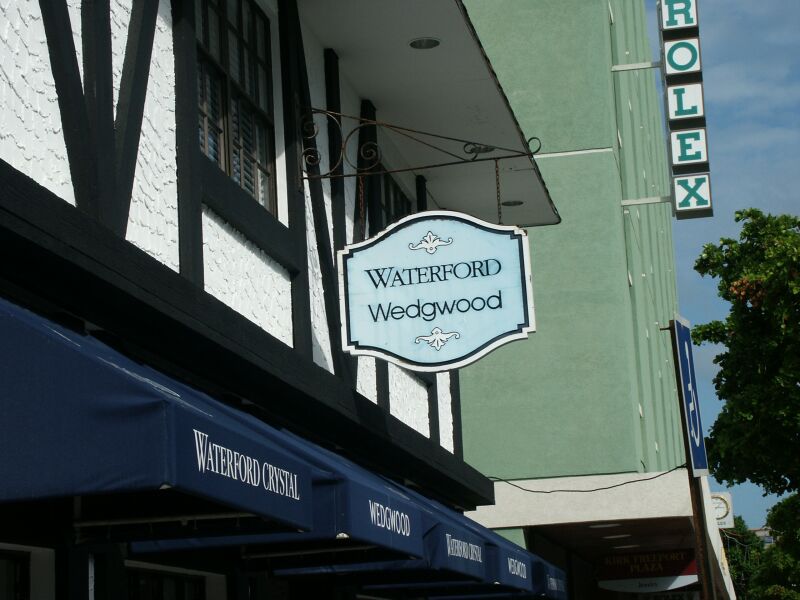 ROLEX
WATERFORD
Wedgwood
WATERFORD CRYSTAL
WEDGWOOD
WATERFORD CRYSTAL
WEDGWOOD
KIRK FREEPORT
PLAZA